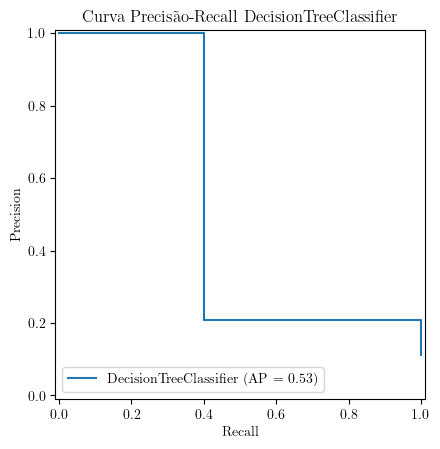 Curva Precisão-Recall DecisionTreeClassifier
1.0
0.8
0.6
0.4
0.2
0.0
Precision
DecisionTreeClassifier (AP = 0.53)
0.0 0.2 0.4 0.6 0.8 1.0
Recall